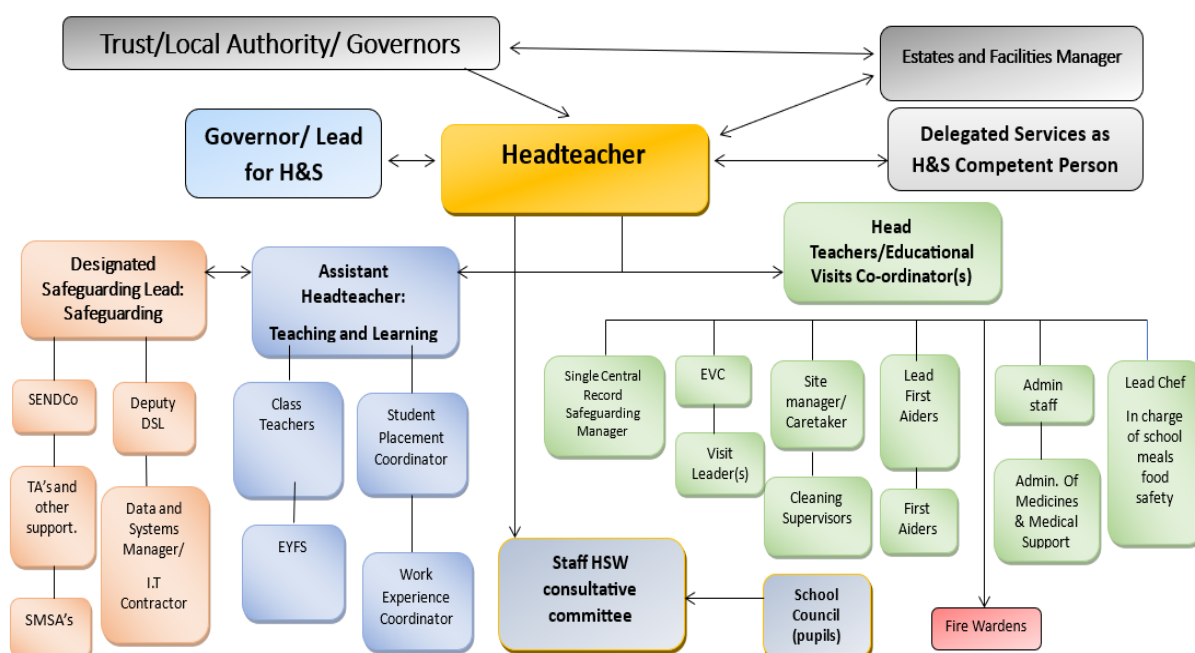 Trust/Local Authority/ Governors
Estates and Facilities Manager
Governor/ Lead
for H&S
Headteacher
Delegated Services as
H&S Competent Person
Designated
Safeguarding Lead:
Safeguarding
Assistant
Headteacher:
Teaching and Learning
Head
Teachers/Educational
Visits Co-ordinator(s)
SENDCo
Deputy
DSL
Class
Teachers
Student
Placement
Coordinator
Single Central
Record
Safeguarding
Manager
EVC
Site
manager/
Caretaker
Lead
First
Aiders
Admin
staff
Lead Chef
In charge
of school
meals
food
safety
TA's and
other
support.
Data and
Systems
Manager/
I.T
Contractor
EYFS
Work
Experience
Coordinator
Visit
Leader(s)
Cleaning
Supervisors
First
Aiders
Admin. Of
Medicines
& Medical
Support
SMSA's
Staff HSW
consultative
committee
School
Council
(pupils)
Fire Wardens